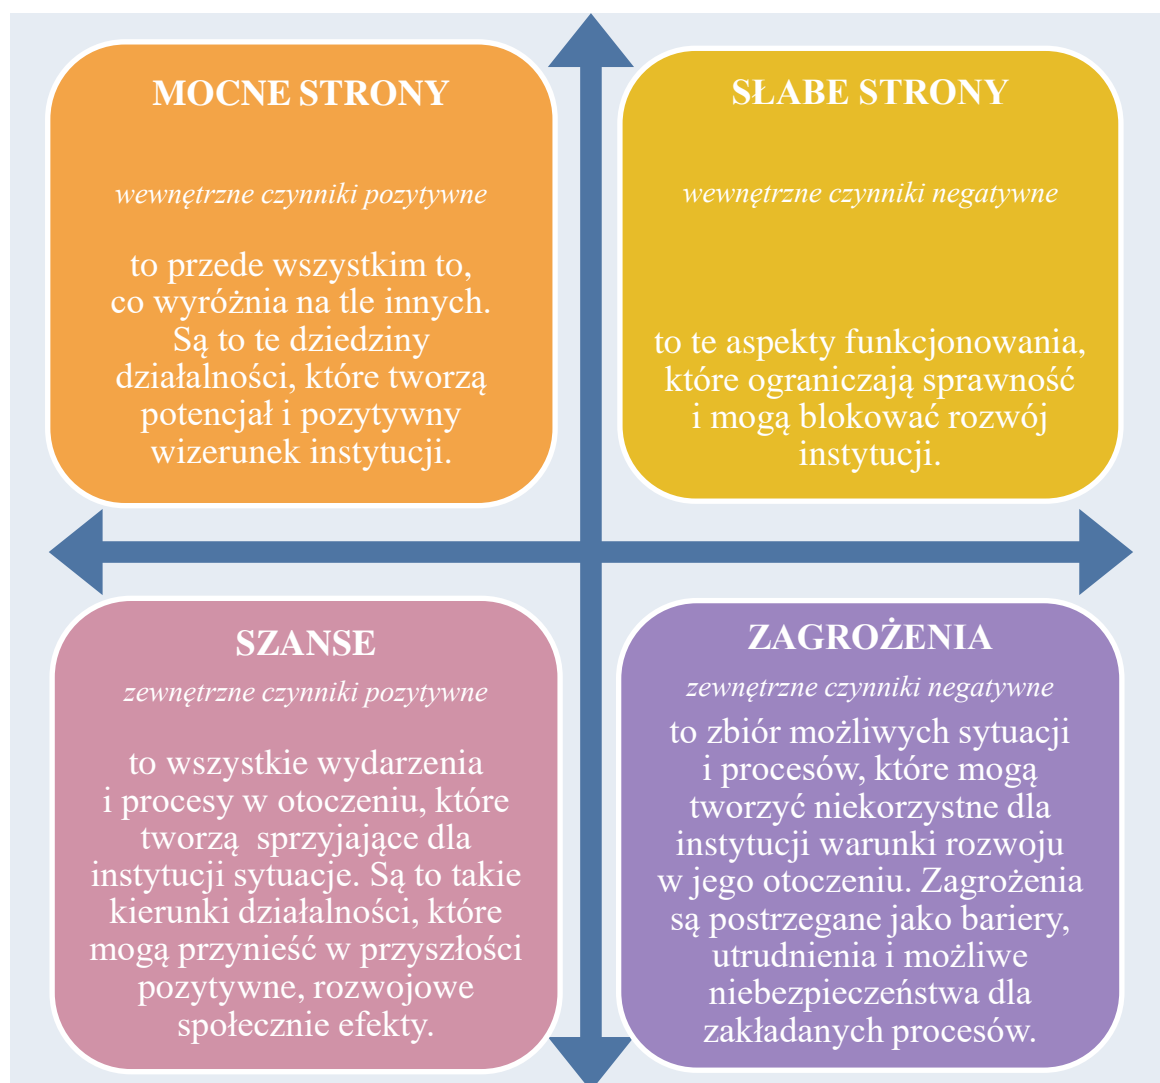 MOCNE STRONY
wewnętrzne czynniki pozytywne
to przede wszystkim to,
co wyróżnia na tle innych.
Są to te dziedziny
działalności, które tworzą
potencjał i pozytywny
wizerunek instytucji.
SŁABE STRONY
wewnętrzne czynniki negatywne
to te aspekty funkcjonowania,
które ograniczają sprawność
i mogą blokować rozwój
instytucji.
SZANSE
zewnętrzne czynniki pozytywne
to wszystkie wydarzenia
i procesy w otoczeniu, które
tworzą sprzyjające dla
instytucji sytuacje. Są to takie
kierunki działalności, które
mogą przynieść w przyszłości
pozytywne, rozwojowe
społecznie efekty.
ZAGROŻENIA
zewnętrzne czynniki negatywne
to zbiór możliwych sytuacji
i procesów, które mogą
tworzyć niekorzystne dla
instytucji warunki rozwoju
w jego otoczeniu. Zagrożenia
są postrzegane jako bariery,
utrudnienia i możliwe
niebezpieczeństwa dla
zakładanych procesów.